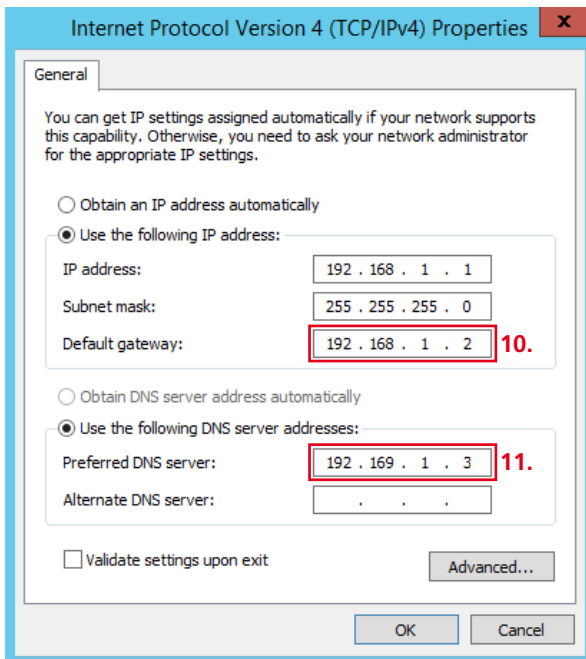 Internet Protocol Version 4 (TCP/IPv4) Properties x
General
You can get IP settings assigned automatically if your network supports
this capability. Otherwise, you need to ask your network administrator
for the appropriate IP settings.
Obtain an IP address automatically
Use the following IP address:
IP address: 192 . 168 . 1 . 1
Subnet mask: 255 . 255 . 255 . 0
Default gateway: 192 . 168 . 1 . 2 10.
Obtain DNS server address automatically
Use the following DNS server addresses:
Preferred DNS server: 192 . 169 . 1 . 3 11.
Alternate DNS server: . . .
Validate settings upon exit
Advanced...
OK Cancel